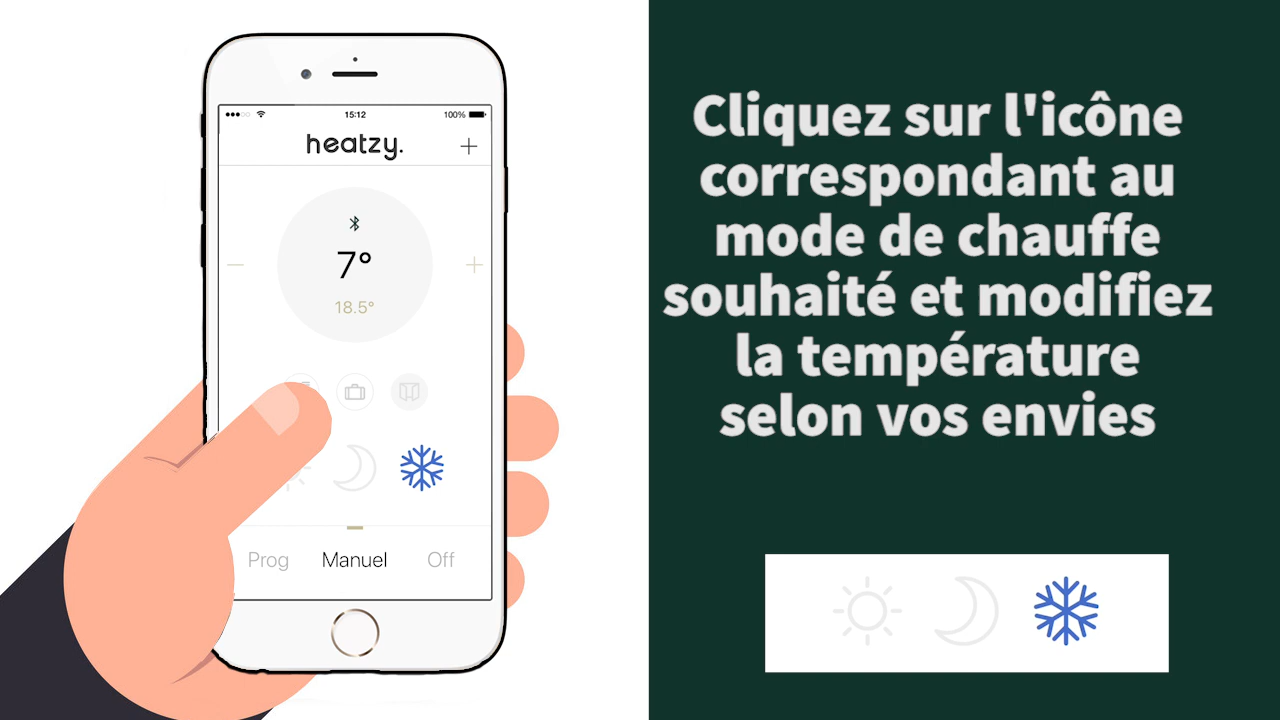 15:12
100%
heatzy.
7°
18.5°
Prog Manuel Off
Cliquez sur l'icône
correspondant au
mode de chauffe
souhaité et modifiez
la température
selon vos envies